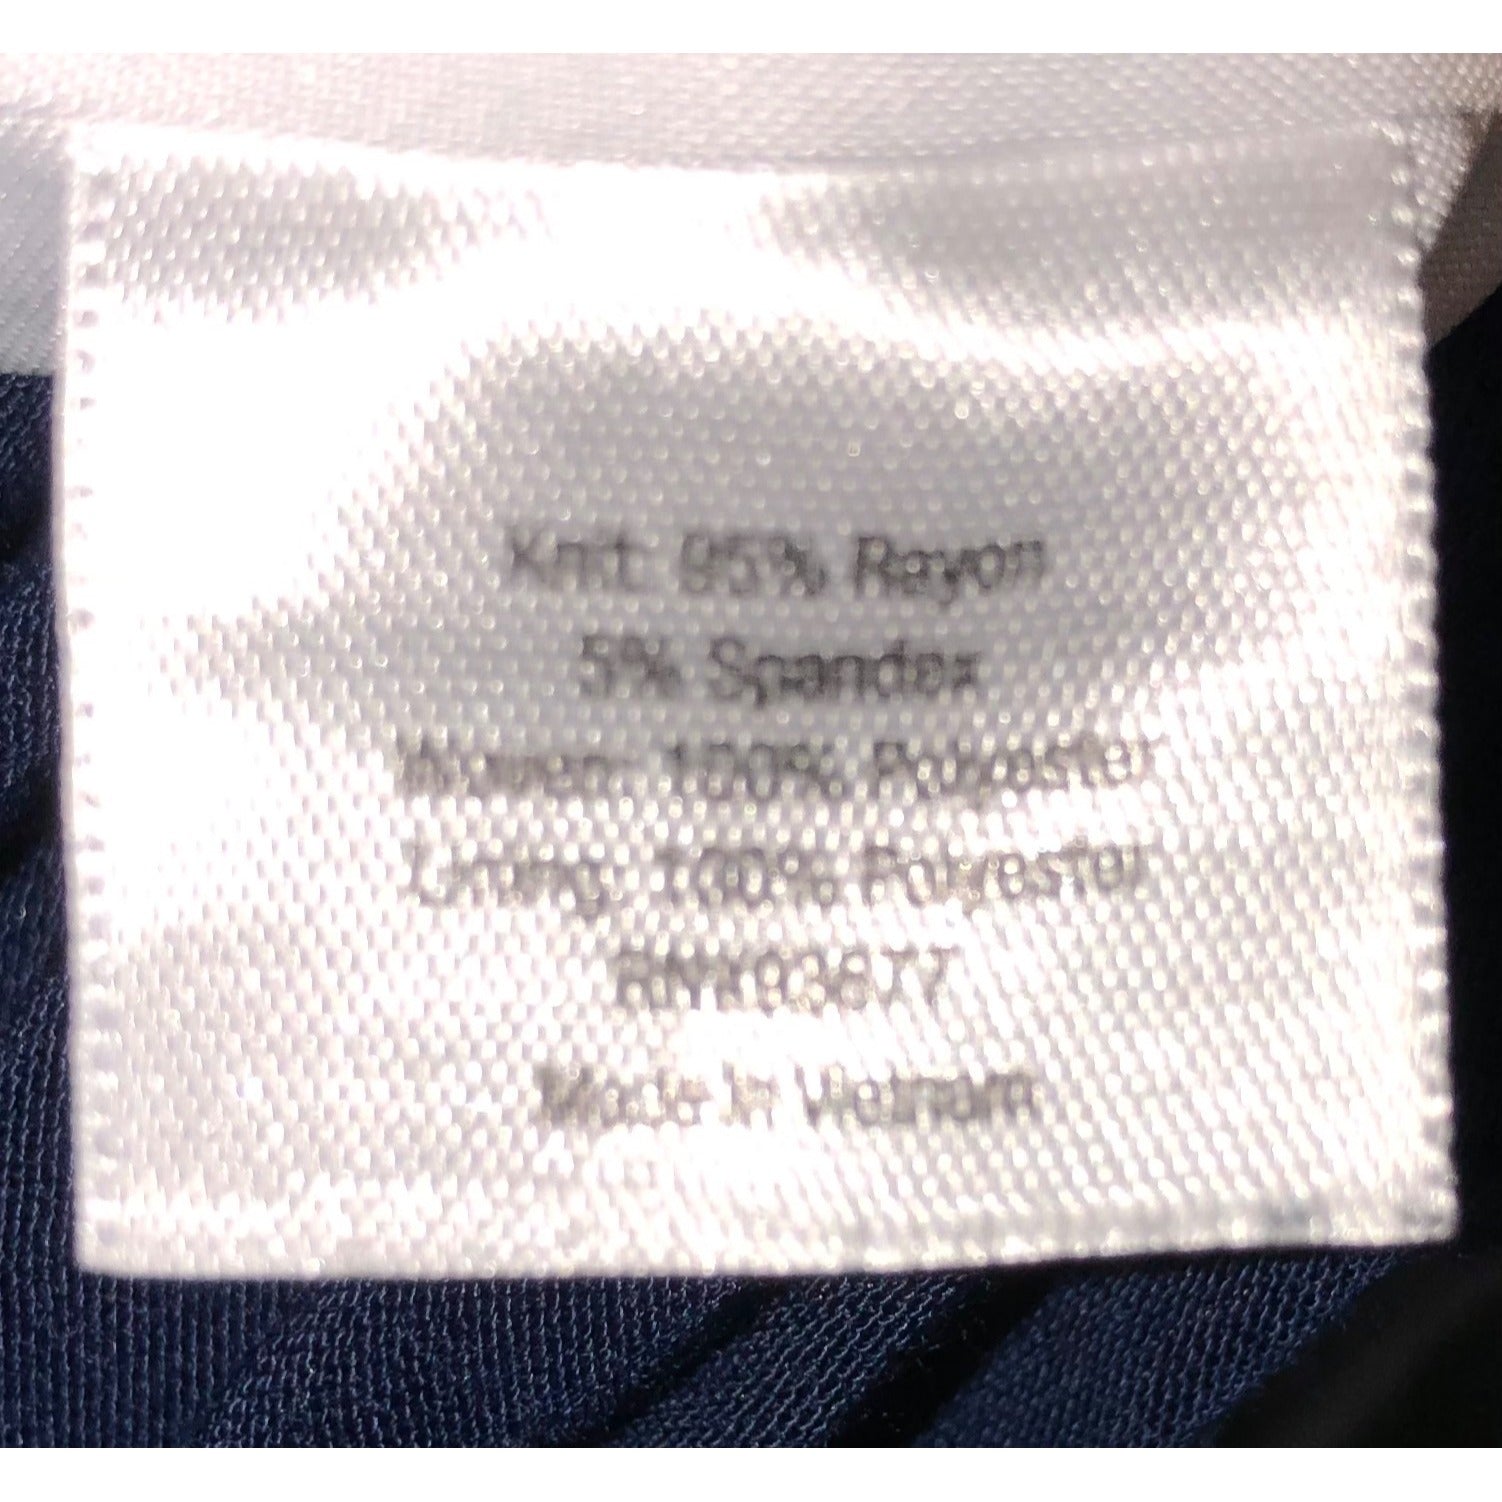 Knit: 95% Rayon
5% Spandex
Woven: 100% Polyester
Lining: 100% Polyester
Made In Vietnam